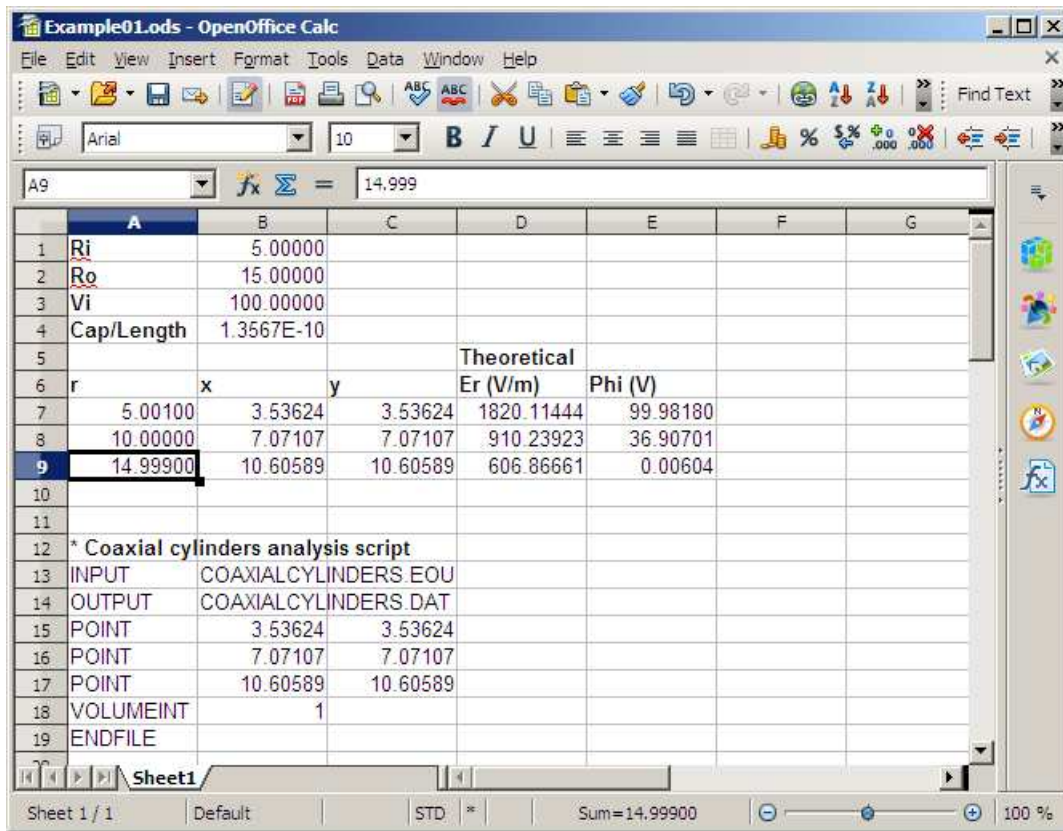 Example01.ods - OpenOffice Calc
File Edit View Insert Format Tools Data Window Help
ABC ABC Find Text
Arial 10 B I U
A9 fx Σ = 14.999
A B C D E F G
1 Ri 5.00000
2 Ro 15.00000
3 Vi 100.00000
4 Cap/Length 1.3567E-10
5 Theoretical
6 r x y Er (V/m) Phi (V)
7 5.00100 3.53624 3.53624 1820.11444 99.98180
8 10.00000 7.07107 7.07107 910.23923 36.90701
9 14.99900 10.60589 10.60589 606.86661 0.00604
10
11
12 * Coaxial cylinders analysis script
13 INPUT COAXIALCYLINDERS.EOU
14 OUTPUT COAXIALCYLINDERS.DAT
15 POINT 3.53624 3.53624
16 POINT 7.07107 7.07107
17 POINT 10.60589 10.60589
18 VOLUMEINT 1
19 ENDFILE
Sheet1
Sheet 1 / 1 Default STD * Sum=14.99900 100 %